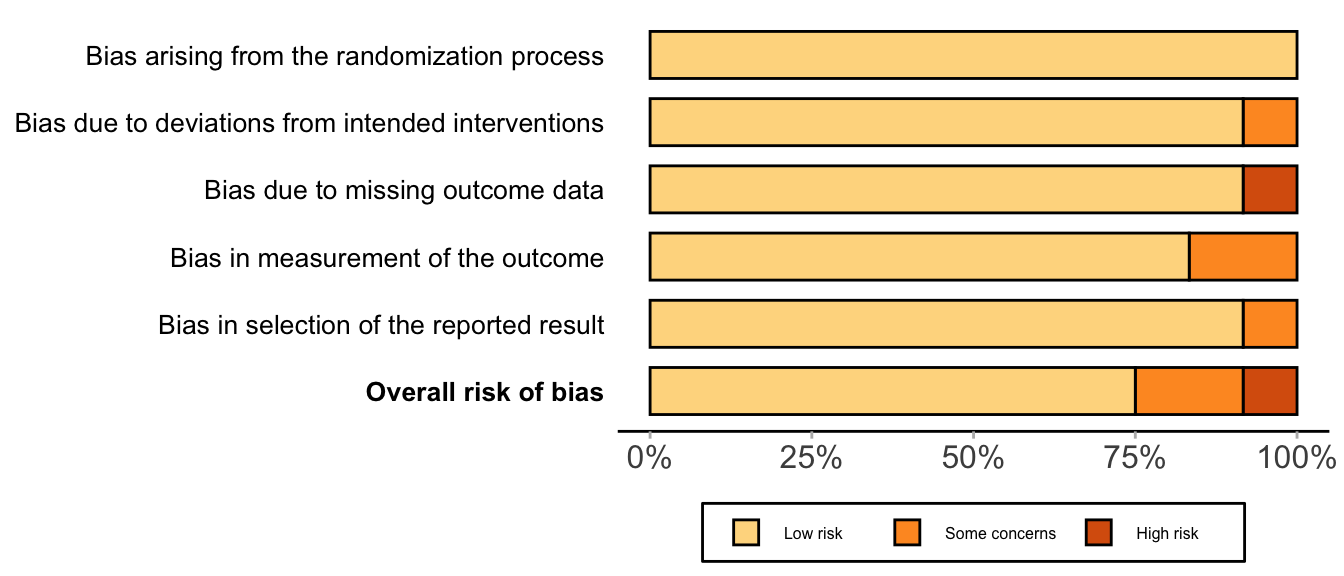 Bias arising from the randomization process
Bias due to deviations from intended interventions
Bias due to missing outcome data
Bias in measurement of the outcome
Bias in selection of the reported result
Overall risk of bias
0% 25% 50% 75% 100%
Low risk Some concerns High risk